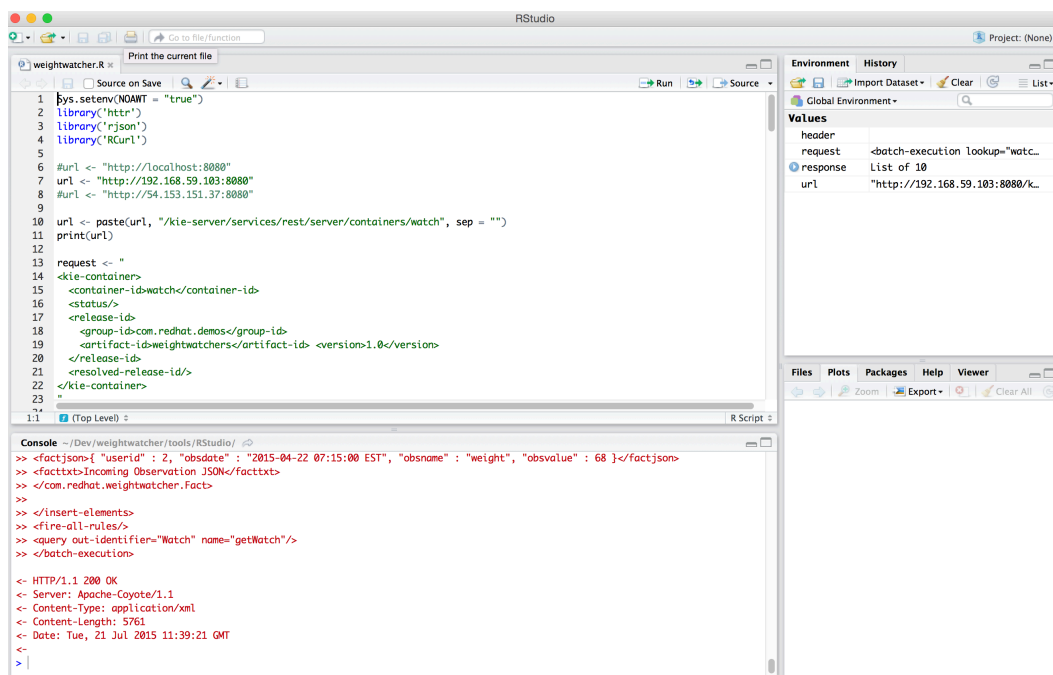 RStudio
Go to file/function
Project: (None)
Print the current file
weightwatcher.R ×
Source on Save
Run
Source
1 Sys.setenv(NOAWT = "true")
2 library('httr')
3 library('rjson')
4 library('RCurl')
5
6 #url <- "http://localhost:8080"
7 url <- "http://192.168.59.103:8080"
8 #url <- "http://54.153.151.37:8080"
9
10 url <- paste(url, "/kie-server/services/rest/server/containers/watch", sep = "")
11 print(url)
12
13 request <- "
14 <kie-container>
15 <container-id>watch</container-id>
16 <status/>
17 <release-id>
18 <group-id>com.redhat.demos</group-id>
19 <artifact-id>weightwatchers</artifact-id> <version>1.0</version>
20 </release-id>
21 <resolved-release-id/>
22 </kie-container>
23 "
24
1:1 (Top Level)
R Script
Console ~/Dev/weightwatcher/tools/RStudio/
>> <factjson>{ "userid" : 2, "obsdate" : "2015-04-22 07:15:00 EST", "obsname" : "weight", "obsvalue" : 68 }</factjson>
>> <facttxt>Incoming Observation JSON</facttxt>
>> </com.redhat.weightwatcher.Fact>
>>
>> </insert-elements>
>> <fire-all-rules/>
>> <query out-identifier="Watch" name="getWatch"/>
>> </batch-execution>
<- HTTP/1.1 200 OK
<- Server: Apache-Coyote/1.1
<- Content-Type: application/xml
<- Content-Length: 5761
<- Date: Tue, 21 Jul 2015 11:39:21 GMT
<-
>
Environment History
Import Dataset Clear List
Global Environment
Values
header
request <batch-execution lookup="watc…
response List of 10
url "http://192.168.59.103:8080/k…
Files Plots Packages Help Viewer
Zoom Export Clear All